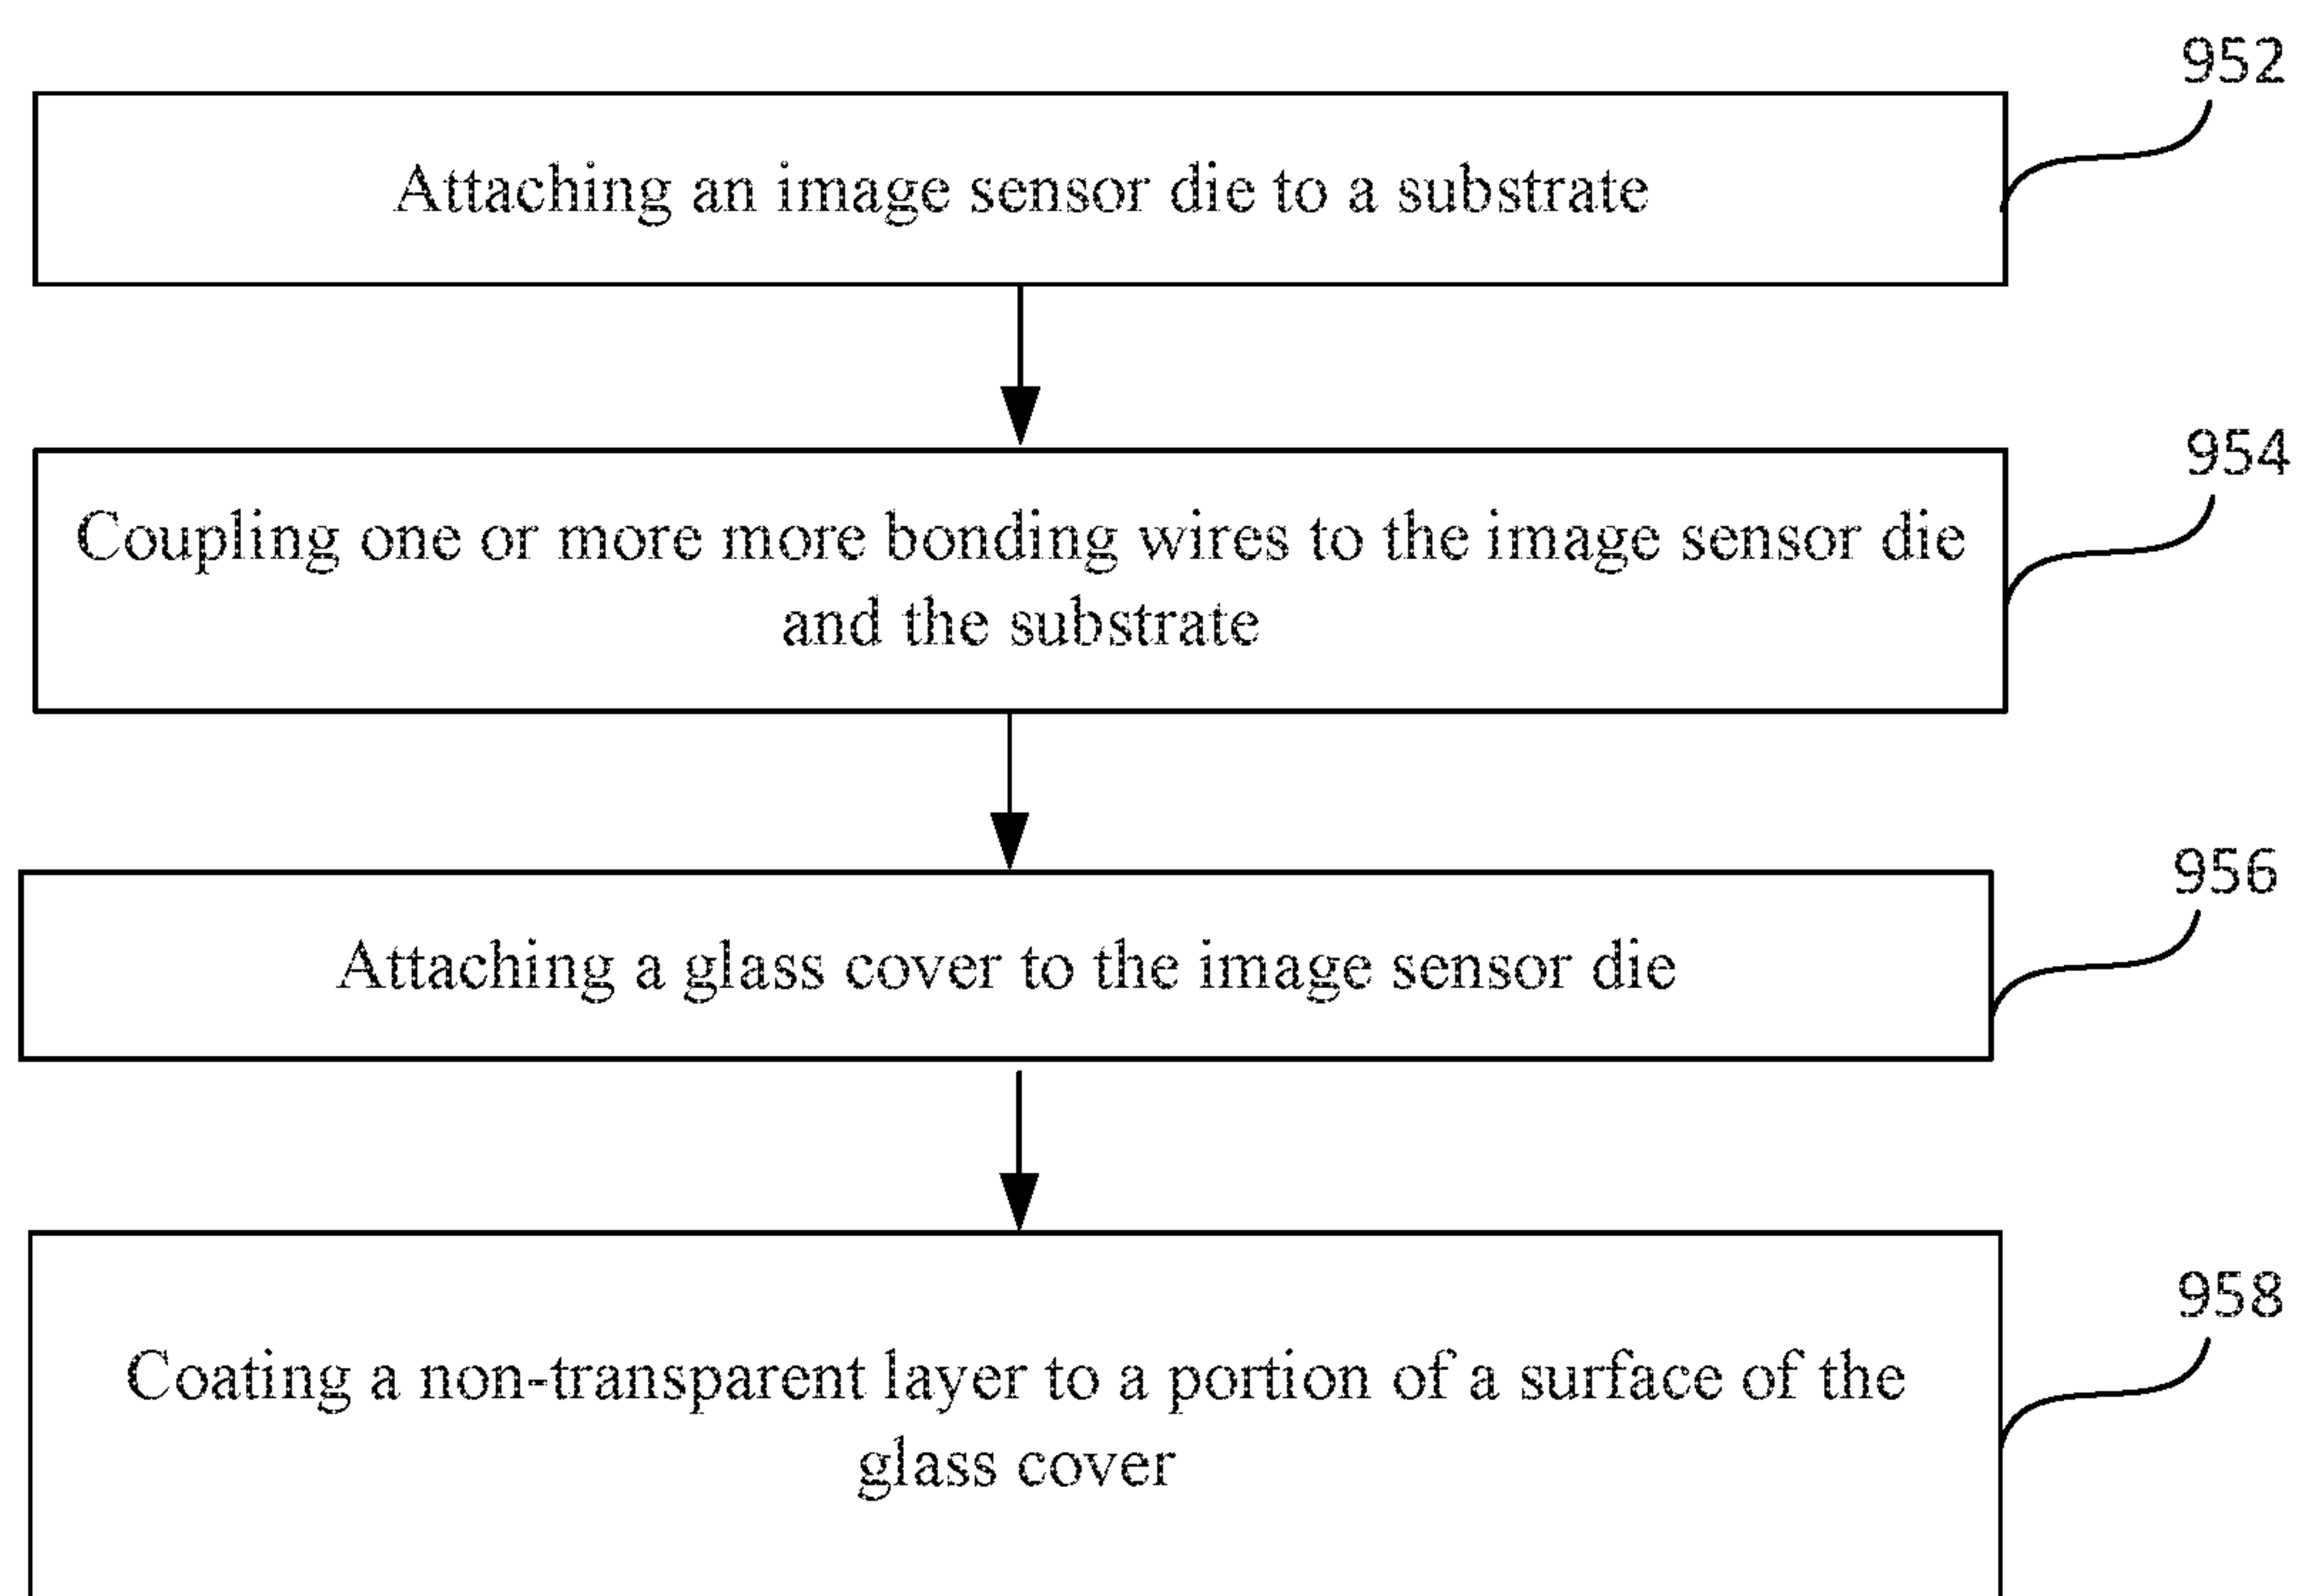 952
Attaching an image sensor die to a substrate
954
Coupling one or more more bonding wires to the image sensor die
and the substrate
956
Attaching a glass cover to the image sensor die
958
Coating a non-transparent layer to a portion of a surface of the
glass cover